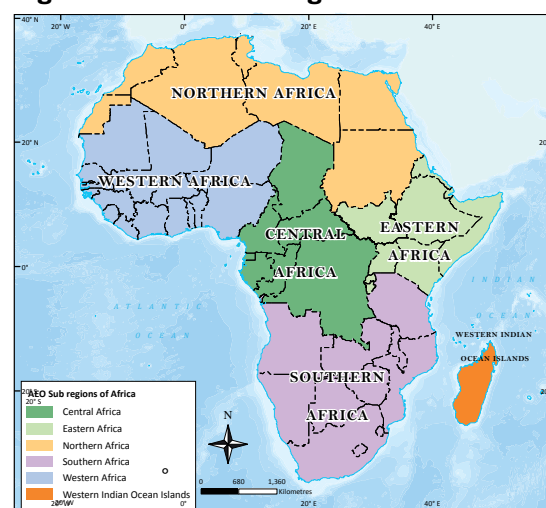 40° N
20° W
0°
20° E
40° E
NORTHERN AFRICA
20° N
WESTERN AFRICA
CENTRAL
AFRICA
EASTERN
AFRICA
0°
INDIAN
OCEAN
ATLANTIC
OCEAN
WESTERN INDIAN
OCEAN ISLANDS
SOUTHERN
AFRICA
20° S
AEO Sub regions of Africa
20° S
Central Africa
Eastern Africa
Northern Africa
Southern Africa
Western Africa
Western Indian Ocean Islands
N
0 680 1,360
Kilometres
20° W
0°
20° E
40° E